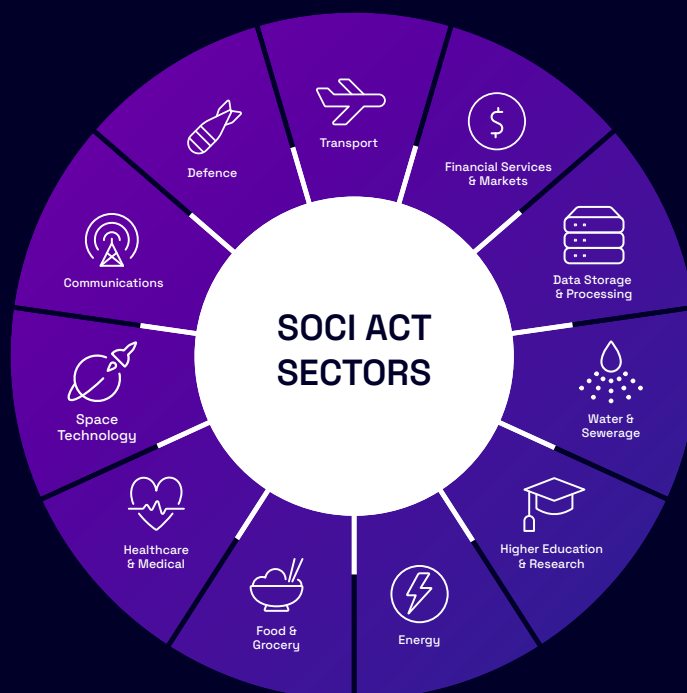 Transport
Financial Services
& Markets
Data Storage
& Processing
Water &
Sewerage
Higher Education
& Research
Energy
Food &
Grocery
Healthcare
& Medical
Space
Technology
Communications
Defence
SOCI ACT
SECTORS